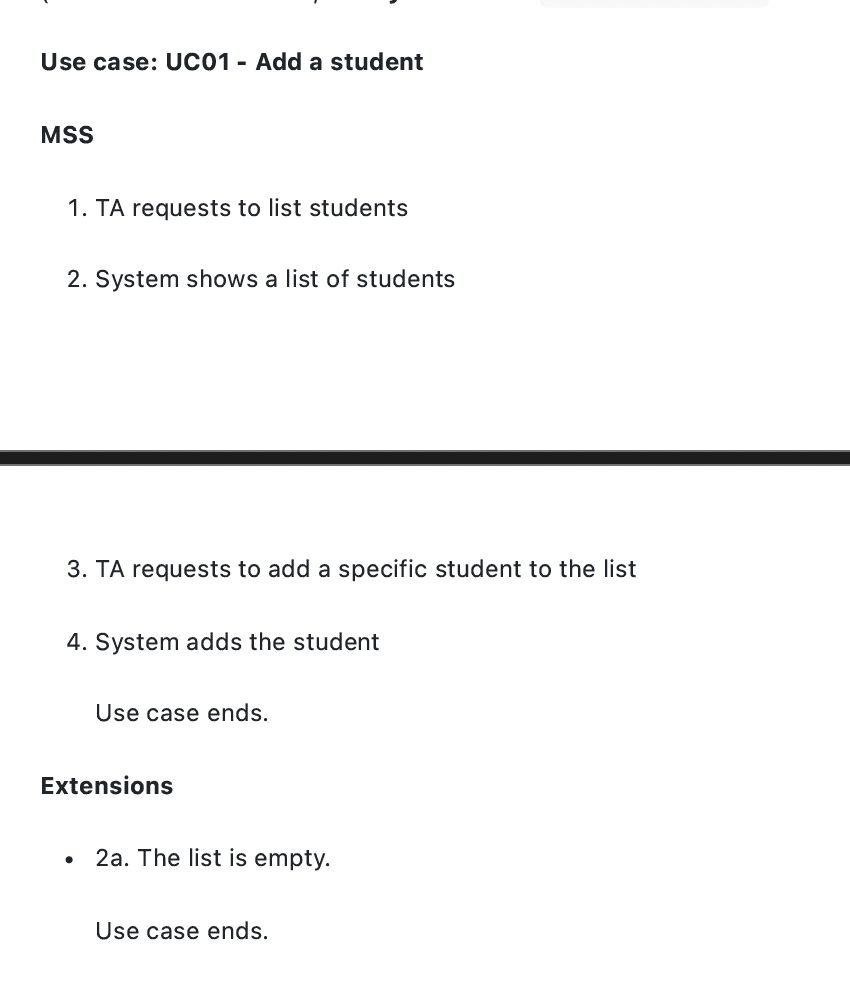 Use case: UC01 - Add a student
MSS
1. TA requests to list students
2. System shows a list of students
3. TA requests to add a specific student to the list
4. System adds the student
Use case ends.
Extensions
• 2a. The list is empty.
Use case ends.